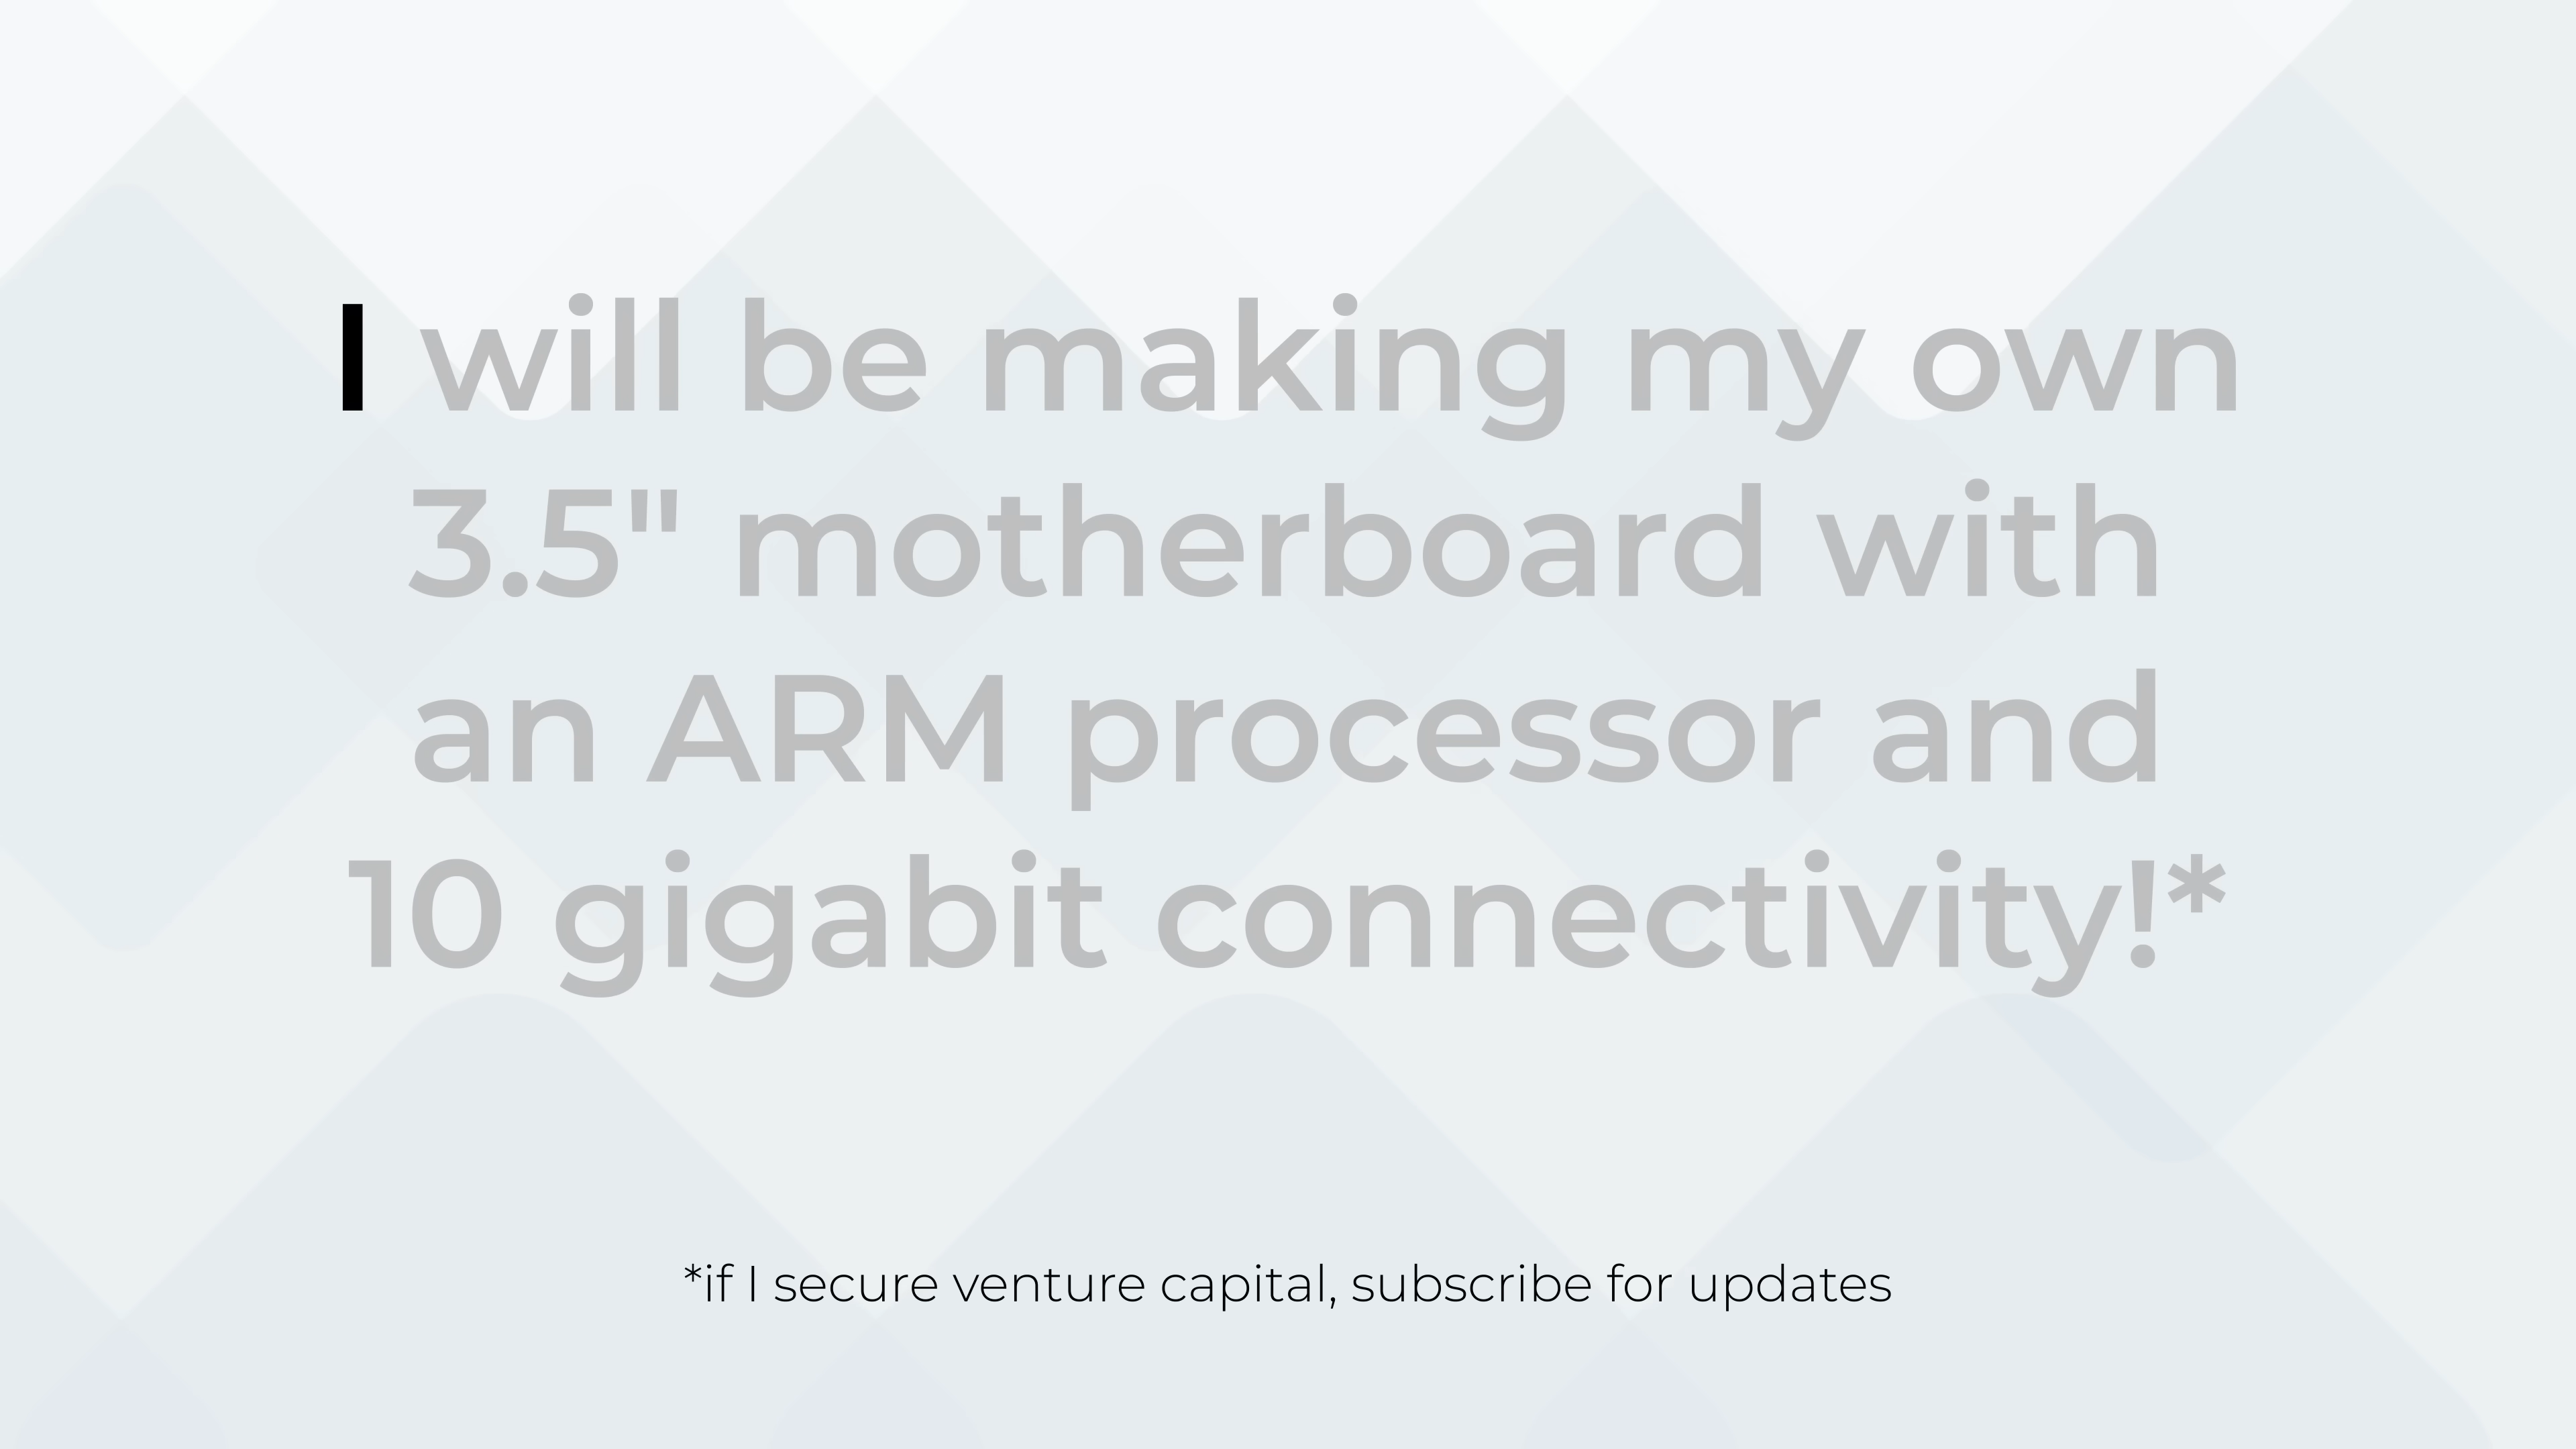 I will be making my own
3.5" motherboard with
an ARM processor and
10 gigabit connectivity!*
*if I secure venture capital, subscribe for updates